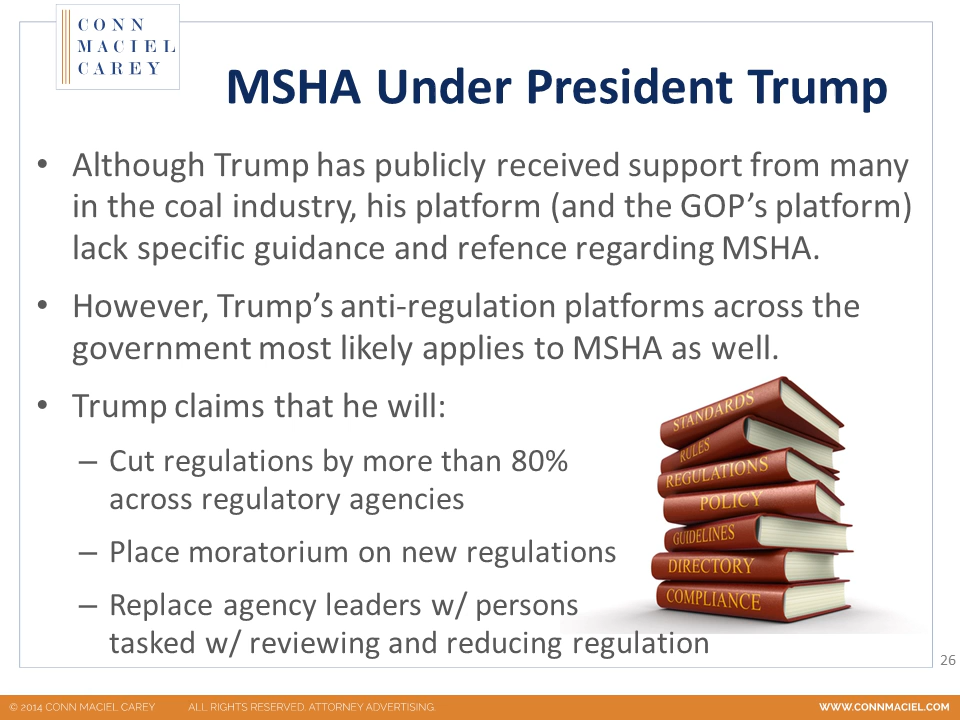 CONN
MACIEL
CAREY
MSHA Under President Trump
• Although Trump has publicly received support from many
in the coal industry, his platform (and the GOP’s platform)
lack specific guidance and refence regarding MSHA.
• However, Trump’s anti-regulation platforms across the
government most likely applies to MSHA as well.
• Trump claims that he will:
– Cut regulations by more than 80%
across regulatory agencies
– Place moratorium on new regulations
– Replace agency leaders w/ persons
tasked w/ reviewing and reducing regulation
STANDARDS
RULES
REGULATIONS
POLICY
GUIDELINES
DIRECTORY
COMPLIANCE
26
© 2014 CONN MACIEL CAREY ALL RIGHTS RESERVED. ATTORNEY ADVERTISING. WWW.CONNMACIEL.COM